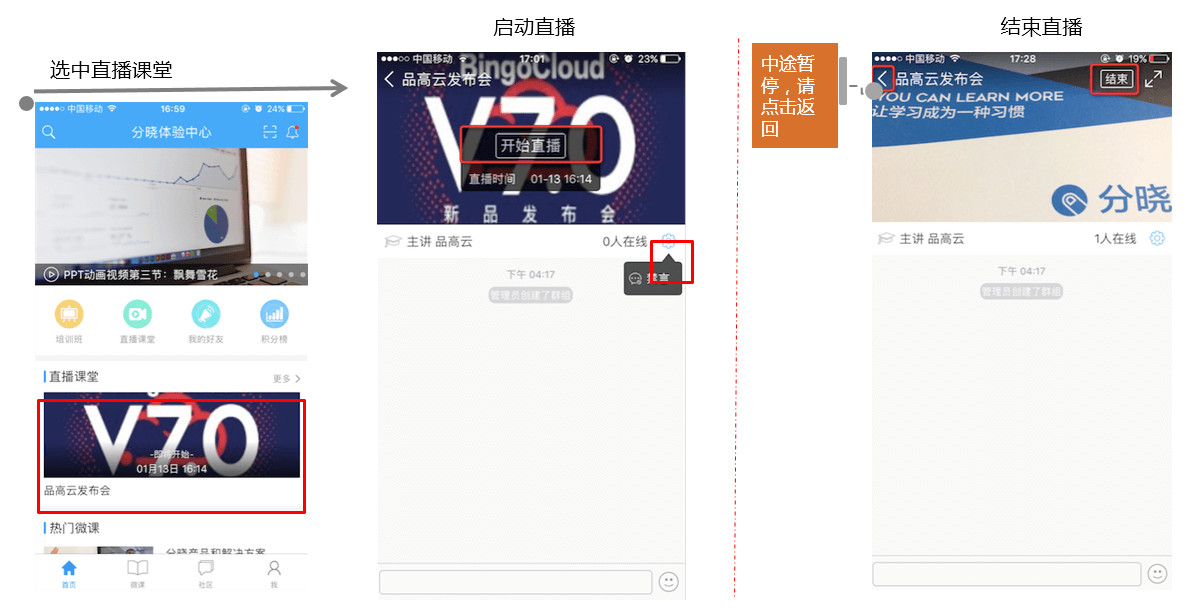 启动直播
结束直播
选中直播课堂
中国移动 16:59 24%
分晓体验中心
PPT动画视频第三节：飘舞雪花
培训班 直播课堂 我的好友 积分榜
直播课堂 更多
V7.0
-即将开始-
01月13日 16:14
品高云发布会
热门微课
分晓产品和解决方案
首页 微课 社区 我
中国移动 17:01 23%
BingoCloud
品高云发布会
V7.0
开始直播
直播时间 01-13 16:14
新品发布会
主讲 品高云 0人在线
禁言
下午 04:17
管理员创建了群组
中途暂
停，请
点击返
回
中国移动 17:28 19%
品高云发布会 结束
YOU CAN LEARN MORE
让学习成为一种习惯
分晓
主讲 品高云 1人在线
下午 04:17
管理员创建了群组